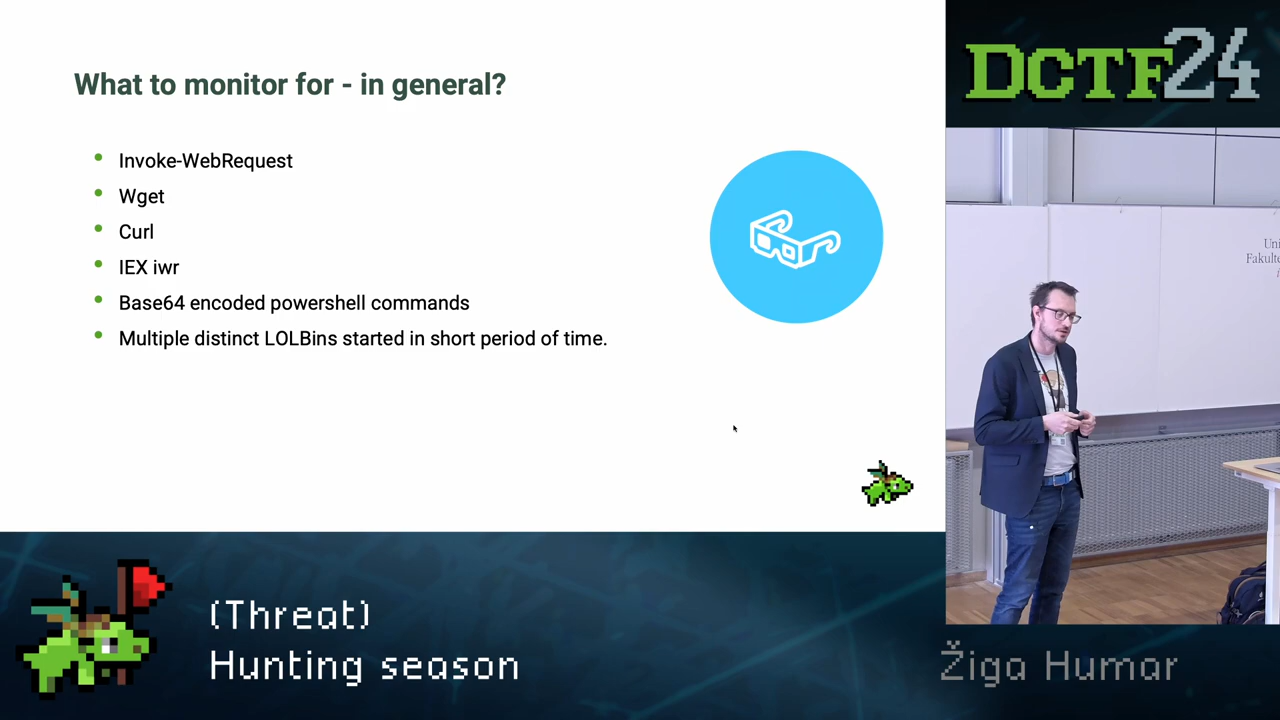 What to monitor for - in general?
Invoke-WebRequest
Wget
Curl
IEX iwr
Base64 encoded powershell commands
Multiple distinct LOLBins started in short period of time.
DCTF24
(Threat)
Hunting season
Žiga Humar